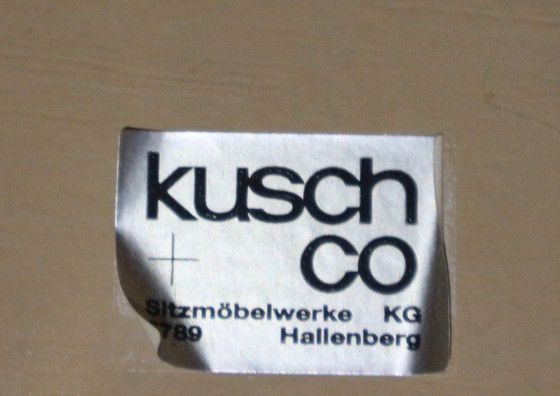 kusch
+ co
Sitzmöbelwerke KG
789 Hallenberg